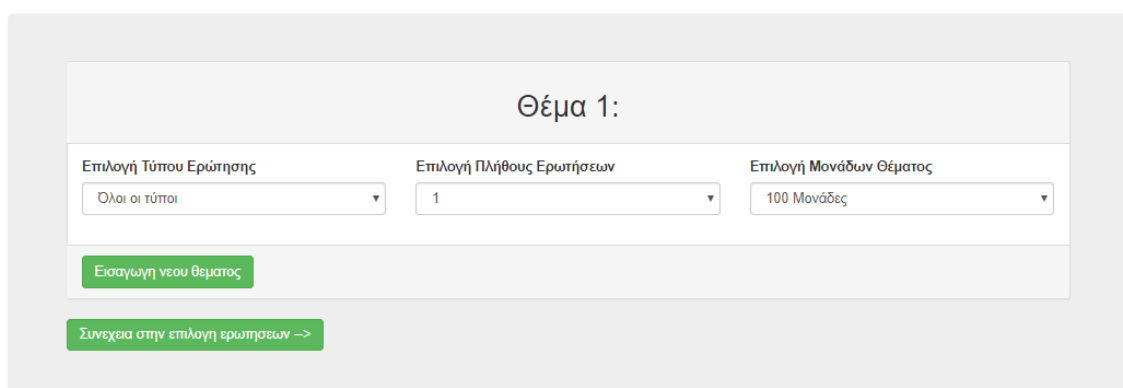 Θέμα 1:
Επιλογή Τύπου Ερώτησης
Επιλογή Πλήθους Ερωτήσεων
Επιλογή Μονάδων Θέματος
Όλοι οι τύποι
1
100 Μονάδες
Εισαγωγη νεου θεματος
Συνεχεια στην επιλογη ερωτησεων -->